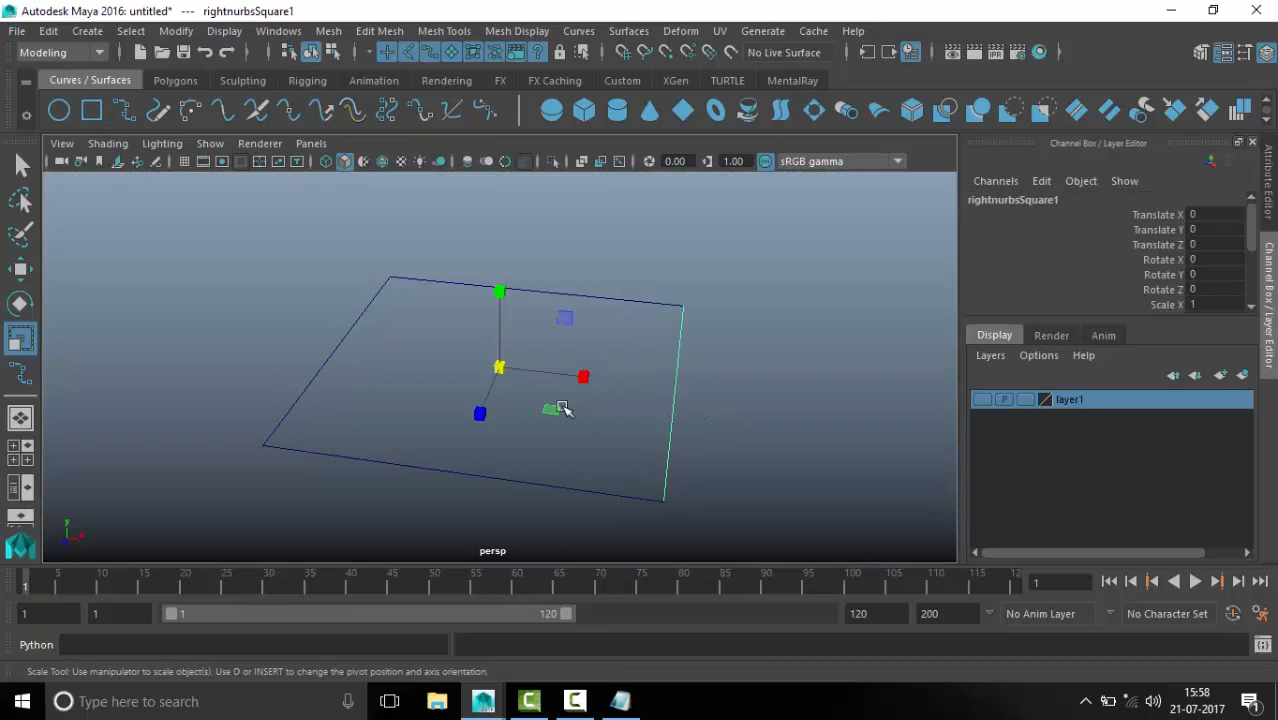 Autodesk Maya 2016: untitled* --- rightnurbsSquare1
File Edit Create Select Modify Display Windows Mesh Edit Mesh Mesh Tools Mesh Display Curves Surfaces Deform UV Generate Cache Help
Modeling No Live Surface
Curves / Surfaces Polygons Sculpting Rigging Animation Rendering FX FX Caching Custom XGen TURTLE MentalRay
View Shading Lighting Show Renderer Panels
0.00 1.00 sRGB gamma
Channel Box / Layer Editor
Channels Edit Object Show
rightnurbsSquare1
Translate X 0
Translate Y 0
Translate Z 0
Rotate X 0
Rotate Y 0
Rotate Z 0
Scale X 1
Display Render Anim
Layers Options Help
P layer1
Attribute Editor
Channel Box / Layer Editor
y
persp
1 5 10 15 20 25 30 35 40 45 50 55 60 65 70 75 80 85 90 95 100 105 110 115 12 1
1 1 1 120 120 200 No Anim Layer No Character Set
Python
Scale Tool: Use manipulator to scale object(s). Use D or INSERT to change the pivot position and axis orientation.
Type here to search
15:58
21-07-2017